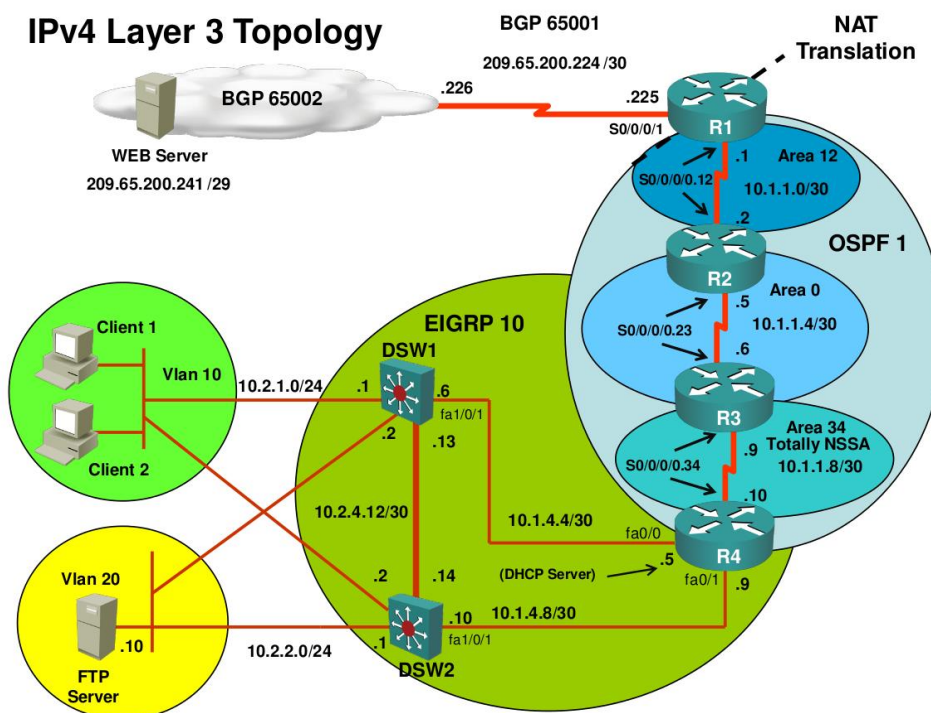 IPv4 Layer 3 Topology
BGP 65001
209.65.200.224 /30
NAT
Translation
BGP 65002
.226
.225
S0/0/0/1
R1
WEB Server
209.65.200.241 /29
.1
Area 12
S0/0/0/0.12
10.1.1.0/30
.2
OSPF 1
R2
.5
Area 0
10.1.1.4/30
S0/0/0/0.23
.6
R3
Area 34
Totally NSSA
10.1.1.8/30
.9
S0/0/0/0.34
.10
R4
EIGRP 10
Client 1
Vlan 10
Client 2
10.2.1.0/24
DSW1
.1
.6
fa1/0/1
.2
.13
10.2.4.12/30
10.1.4.4/30
fa0/0
.5
(DHCP Server)
fa0/1
.9
Vlan 20
.2
.14
.10
10.1.4.8/30
fa1/0/1
.1
DSW2
.10
10.2.2.0/24
FTP
Server